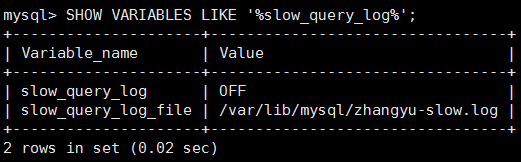 mysql> SHOW VARIABLES LIKE '%slow_query_log%';
+---------------------+--------------------------------+
| Variable_name       | Value                          |
+---------------------+--------------------------------+
| slow_query_log      | OFF                            |
| slow_query_log_file | /var/lib/mysql/zhangyu-slow.log |
+---------------------+--------------------------------+
2 rows in set (0.02 sec)